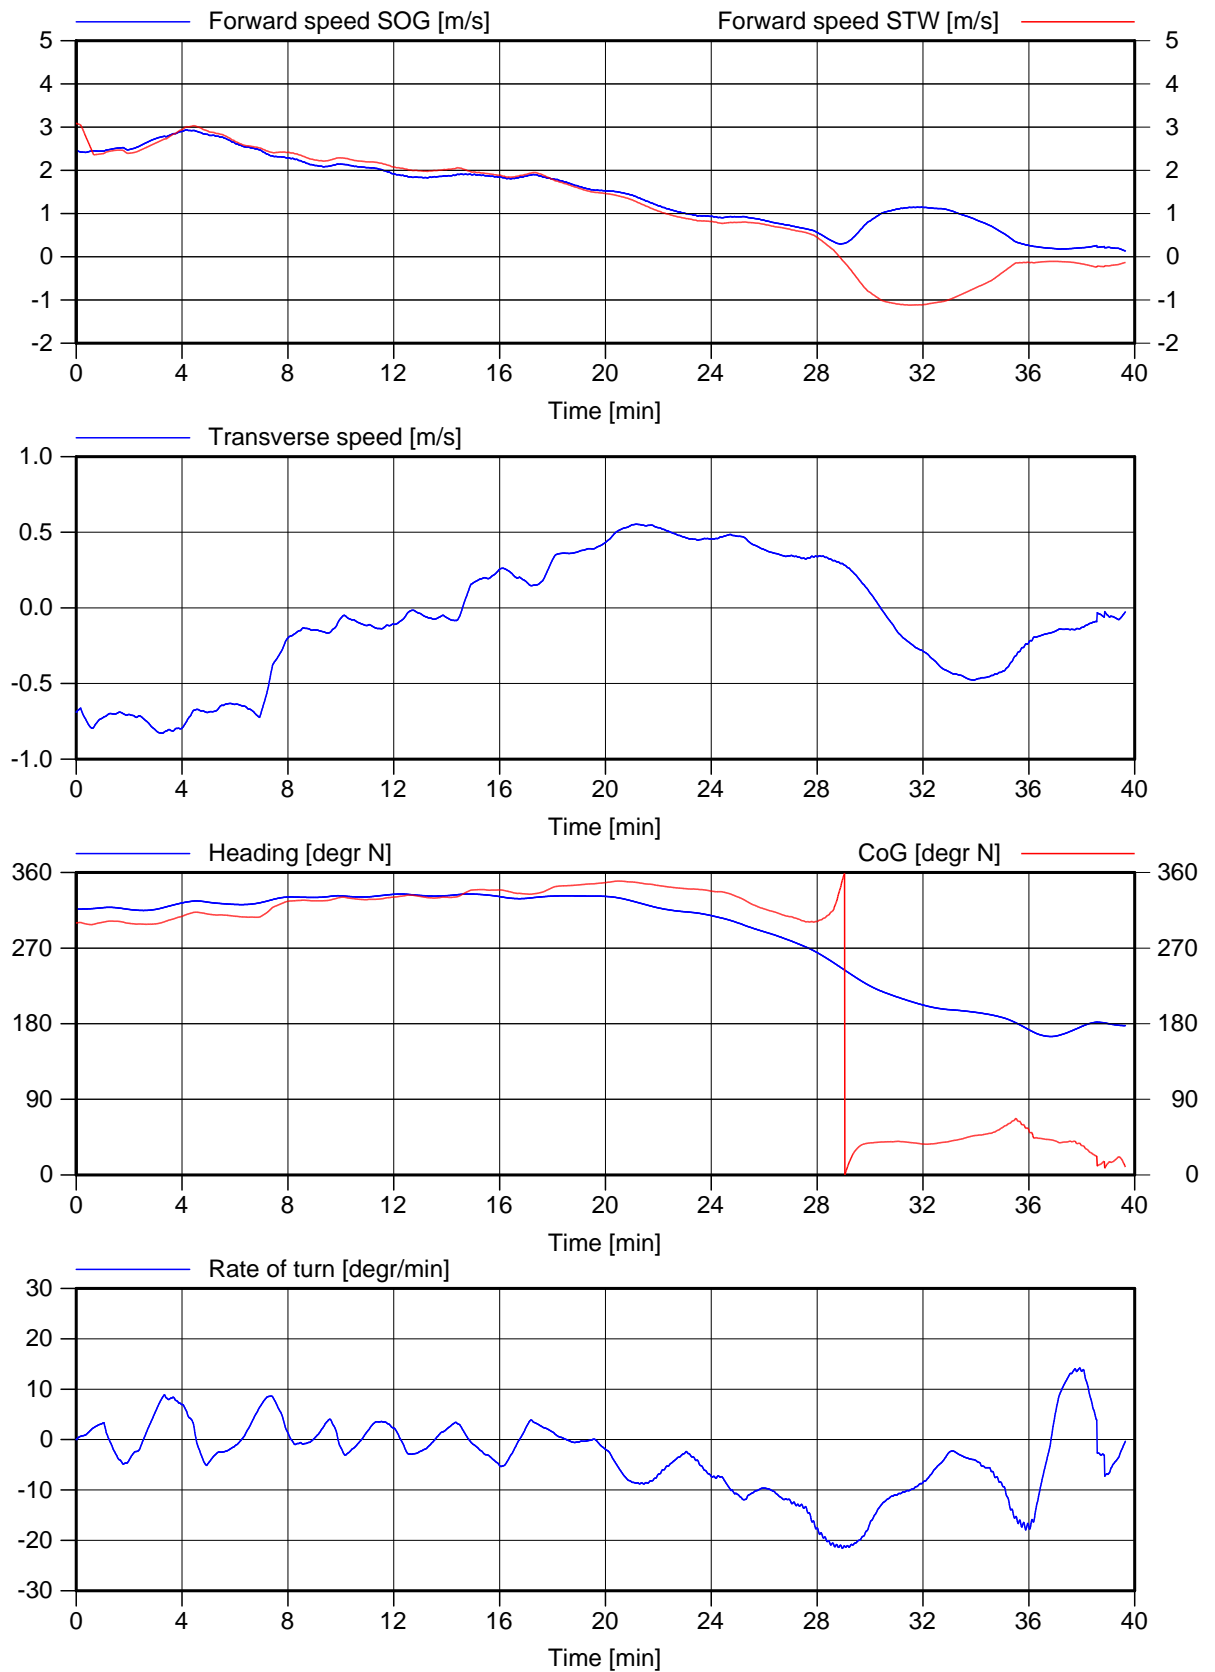 Forward speed SOG [m/s] Forward speed STW [m/s]
5 5
4 4
3 3
2 2
1 1
0 0
-1 -1
-2 -2
0 4 8 12 16 20 24 28 32 36 40
Time [min]
Transverse speed [m/s]
1.0
0.5
0.0
-0.5
-1.0
0 4 8 12 16 20 24 28 32 36 40
Time [min]
Heading [degr N] CoG [degr N]
360 360
270 270
180 180
90 90
0 0
0 4 8 12 16 20 24 28 32 36 40
Time [min]
Rate of turn [degr/min]
30
20
10
0
-10
-20
-30
0 4 8 12 16 20 24 28 32 36 40
Time [min]